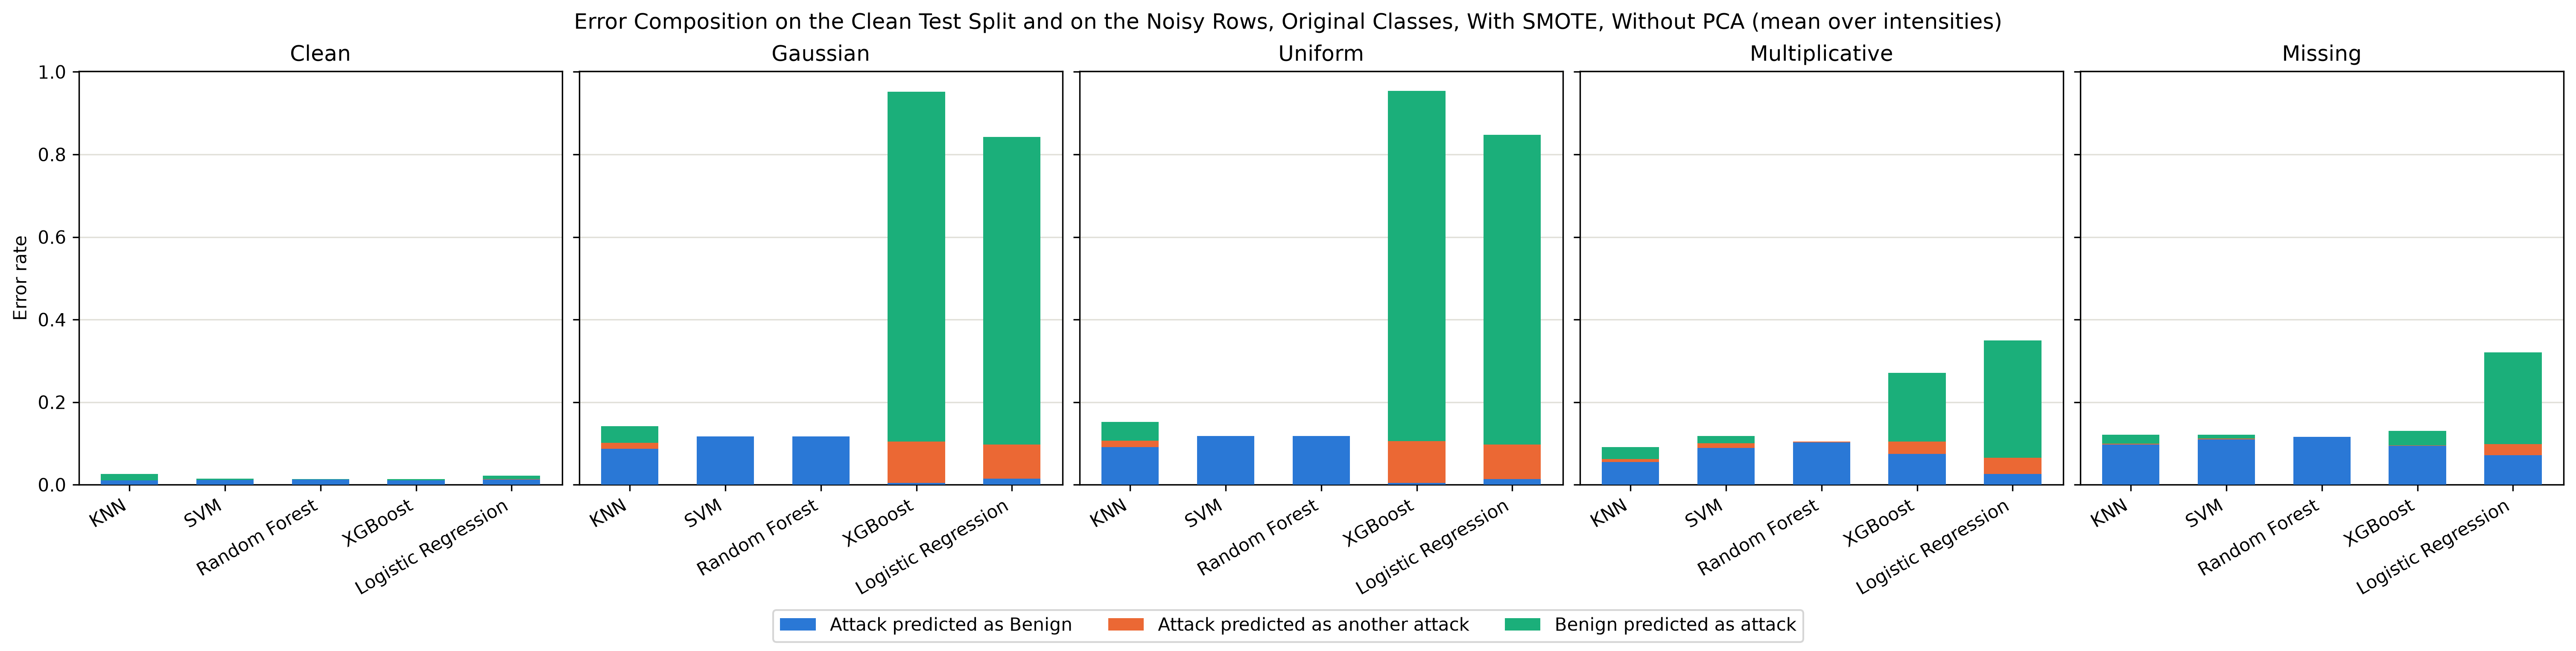 Error Composition on the Clean Test Split and on the Noisy Rows, Original Classes, With SMOTE, Without PCA (mean over intensities)
Clean
Gaussian
Uniform
Multiplicative
Missing
Error rate
1.0
0.8
0.6
0.4
0.2
0.0
KNN
SVM
Random Forest
XGBoost
Logistic Regression
KNN
SVM
Random Forest
XGBoost
Logistic Regression
KNN
SVM
Random Forest
XGBoost
Logistic Regression
KNN
SVM
Random Forest
XGBoost
Logistic Regression
KNN
SVM
Random Forest
XGBoost
Logistic Regression
Attack predicted as Benign
Attack predicted as another attack
Benign predicted as attack